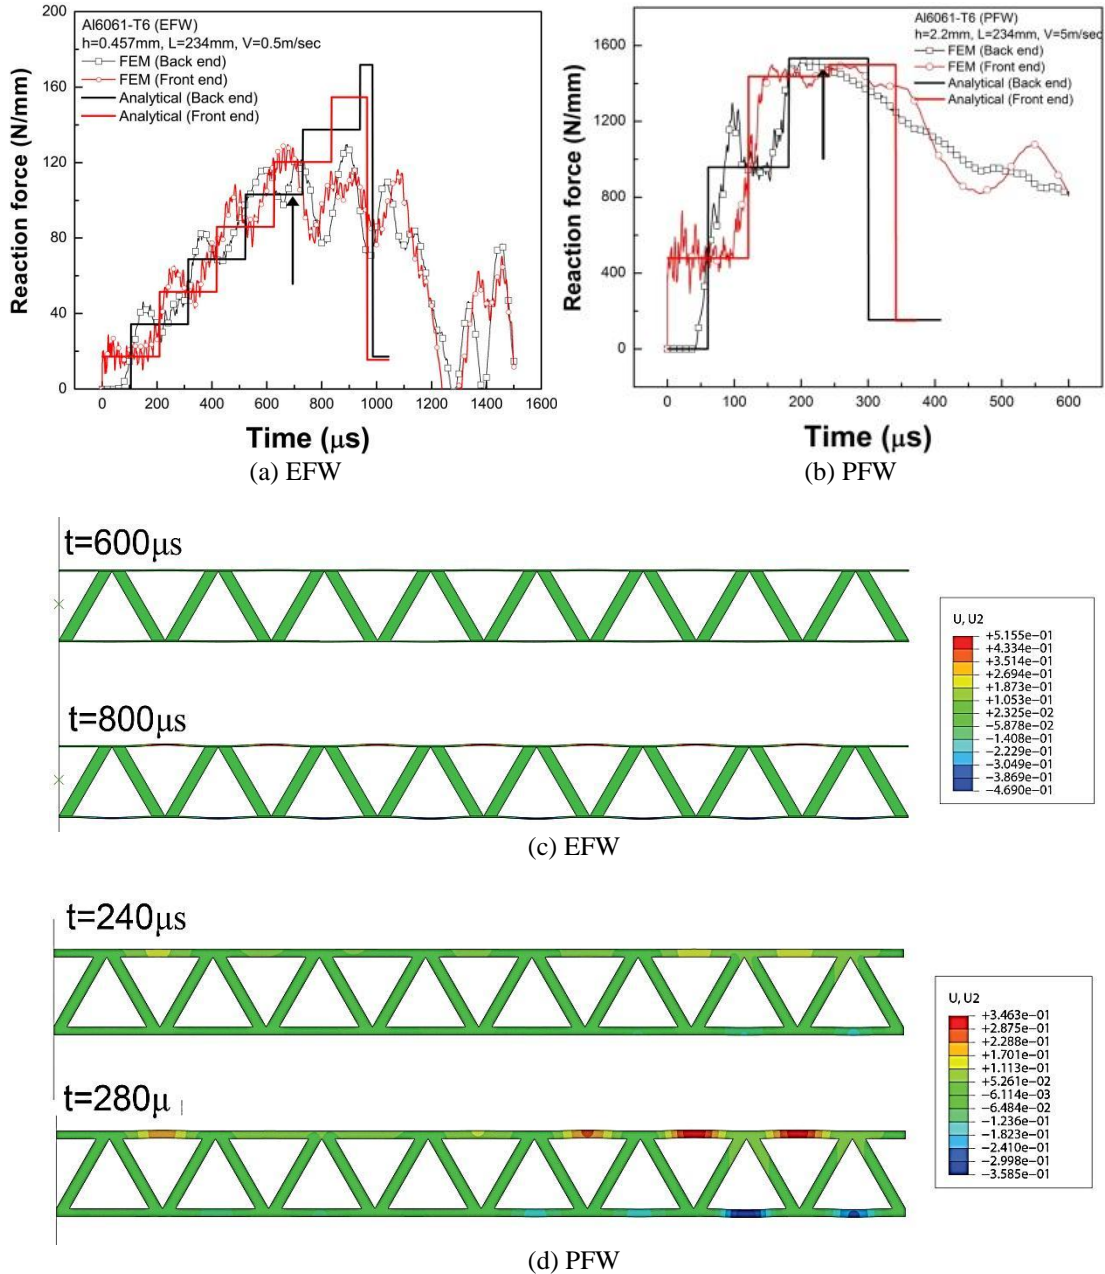 Al6061-T6 (EFW)
h=0.457mm, L=234mm, V=0.5m/sec
FEM (Back end)
FEM (Front end)
Analytical (Back end)
Analytical (Front end)
Reaction force (N/mm)
200
160
120
80
40
0
0 200 400 600 800 1000 1200 1400 1600
Time (μs)
(a) EFW
Al6061-T6 (PFW)
h=2.2mm, L=234mm, V=5m/sec
FEM (Back end)
FEM (Front end)
Analytical (Back end)
Analytical (Front end)
Reaction force (N/mm)
1600
1200
800
400
0
0 100 200 300 400 500 600
Time (μs)
(b) PFW
t=600μs
t=800μs
U, U2
+5.155e−01
+4.334e−01
+3.514e−01
+2.694e−01
+1.873e−01
+1.053e−01
+2.325e−02
−5.878e−02
−1.408e−01
−2.229e−01
−3.049e−01
−3.869e−01
−4.690e−01
(c) EFW
t=240μs
t=280μ
U, U2
+3.463e−01
+2.875e−01
+2.288e−01
+1.701e−01
+1.113e−01
+5.261e−02
−6.114e−03
−6.484e−02
−1.236e−01
−1.823e−01
−2.410e−01
−2.998e−01
−3.585e−01
(d) PFW